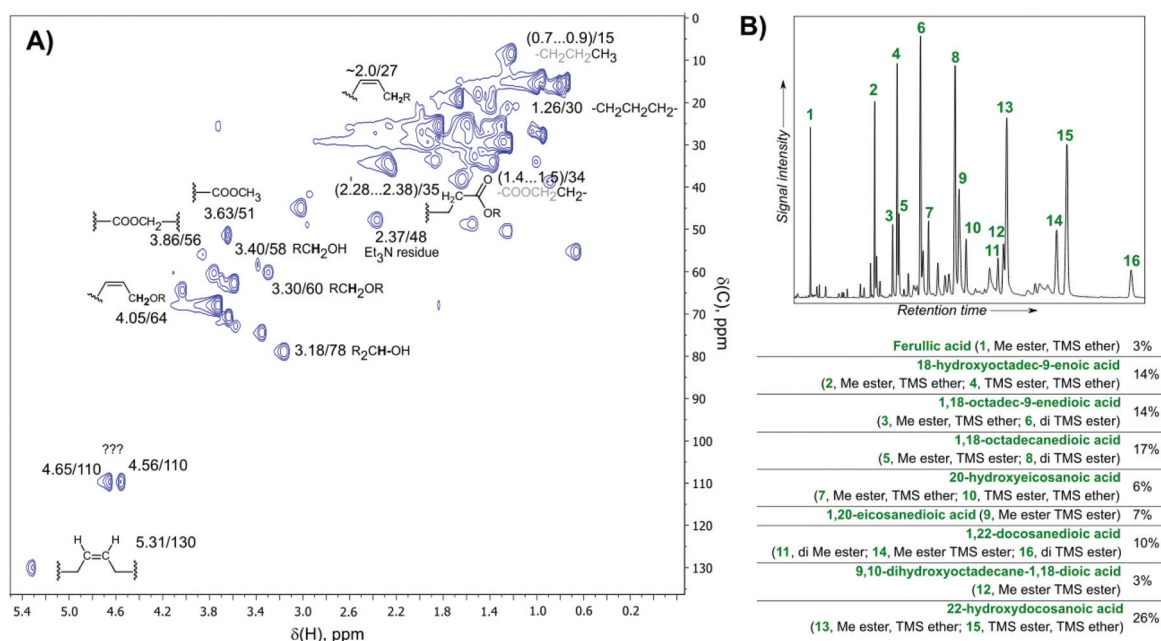 A)
(0.7...0.9)/15
-CH2CH2CH3
~2.0/27
CH2R
1.26/30 -CH2CH2CH2-
(1.4...1.5)/34
-COOCH2CH2-
(2.28...2.38)/35
H2
C
O
O
R
COOCH3
3.63/51
COOCH2
3.86/56
3.40/58 RCH2OH
2.37/48
Et3N residue
3.30/60 RCH2OR
CH2OR
4.05/64
3.18/78 R2CH-OH
???
4.65/110
4.56/110
H H
5.31/130
0
10
20
30
40
50
60
70
80
90
100
110
120
130
δ(C), ppm
5.4 5.0 4.6 4.2 3.8 3.4 3.0 2.6 2.2 1.8 1.4 1.0 0.6 0.2
δ(H), ppm
B)
Signal intensity
1 2 3 4 5 6 7 8 9 10 11 12 13 14 15 16
Retention time
Ferullic acid (1, Me ester, TMS ether) 3%
18-hydroxyoctadec-9-enoic acid
(2, Me ester, TMS ether; 4, TMS ester, TMS ether) 14%
1,18-octadec-9-enedioic acid
(3, Me ester, TMS ether; 6, di TMS ester) 14%
1,18-octadecanedioic acid
(5, Me ester, TMS ester; 8, di TMS ester) 17%
20-hydroxyeicosanoic acid
(7, Me ester, TMS ether; 10, TMS ester, TMS ether) 6%
1,20-eicosanedioic acid (9, Me ester TMS ester) 7%
1,22-docosanedioic acid
(11, di Me ester; 14, Me ester TMS ester; 16, di TMS ester) 10%
9,10-dihydroxyoctadecane-1,18-dioic acid
(12, Me ester TMS ester) 3%
22-hydroxydocosanoic acid
(13, Me ester, TMS ether; 15, TMS ester, TMS ether) 26%